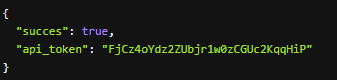 {
"succes": true,
"api_token": "FjCz4oYdz2ZUbjr1w0zCGUc2KqqHiP"
}